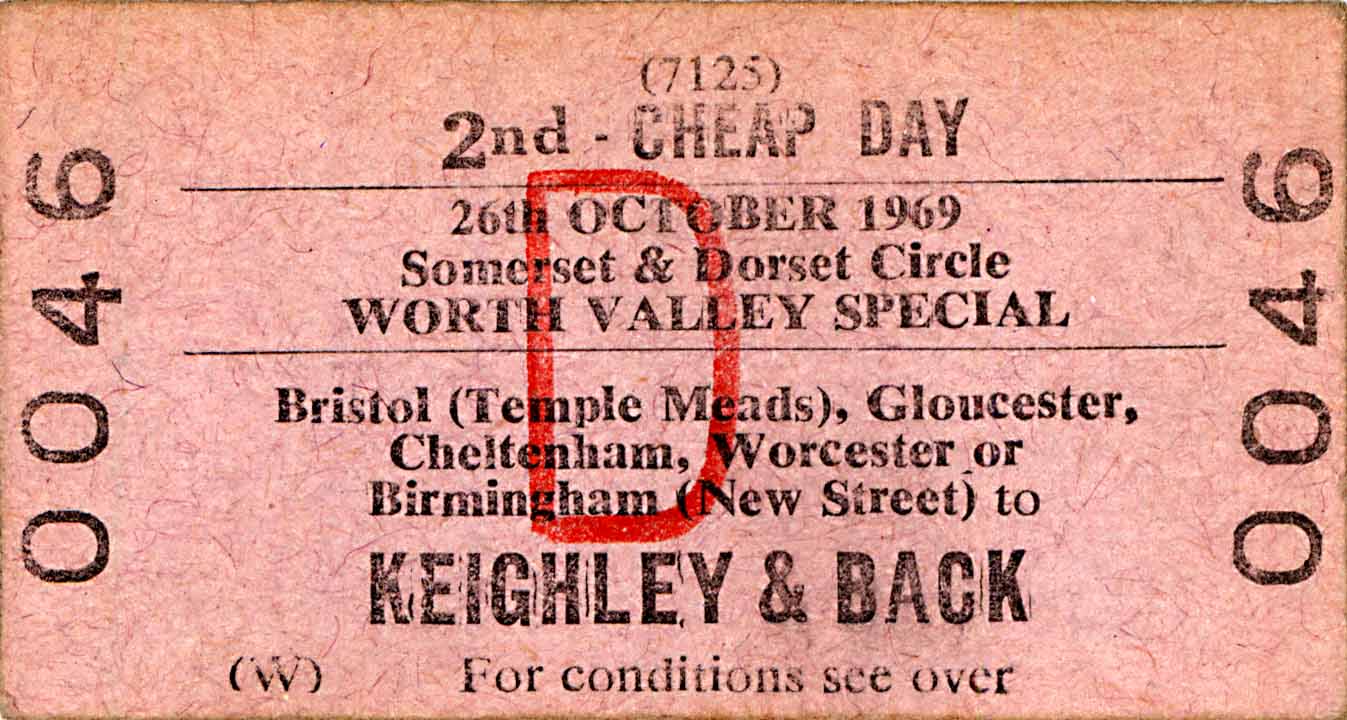 (7125)
2nd - CHEAP DAY
26th OCTOBER 1969
Somerset & Dorset Circle
WORTH VALLEY SPECIAL
Bristol (Temple Meads), Gloucester,
Cheltenham, Worcester or
Birmingham (New Street) to
KEIGHLEY & BACK
(W) For conditions see over
D
0046
0046